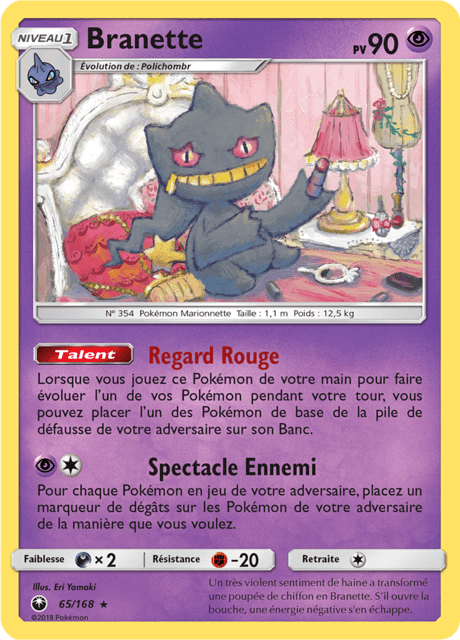 NIVEAU 1
Branette
PV 90
Évolution de : Polichombr
N° 354 Pokémon Marionnette Taille : 1,1 m Poids : 12,5 kg
Talent Regard Rouge
Lorsque vous jouez ce Pokémon de votre main pour faire
évoluer l'un de vos Pokémon pendant votre tour, vous
pouvez placer l'un des Pokémon de base de la pile de
défausse de votre adversaire sur son Banc.
Spectacle Ennemi
Pour chaque Pokémon en jeu de votre adversaire, placez un
marqueur de dégâts sur les Pokémon de votre adversaire
de la manière que vous voulez.
Faiblesse ×2 Résistance -20 Retraite
Illus. Eri Yamaki
65/168 ★
©2018 Pokémon
Un très violent sentiment de haine a transformé
une poupée de chiffon en Branette. S'il ouvre la
bouche, une énergie négative s'en échappe.